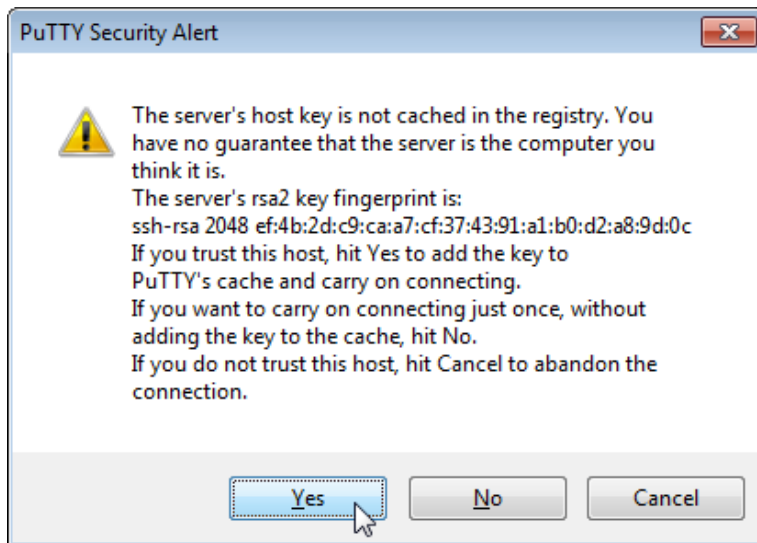 PuTTY Security Alert
The server's host key is not cached in the registry. You
have no guarantee that the server is the computer you
think it is.
The server's rsa2 key fingerprint is:
ssh-rsa 2048 ef:4b:2d:c9:ca:a7:cf:37:43:91:a1:b0:d2:a8:9d:0c
If you trust this host, hit Yes to add the key to
PuTTY's cache and carry on connecting.
If you want to carry on connecting just once, without
adding the key to the cache, hit No.
If you do not trust this host, hit Cancel to abandon the
connection.
Yes No Cancel